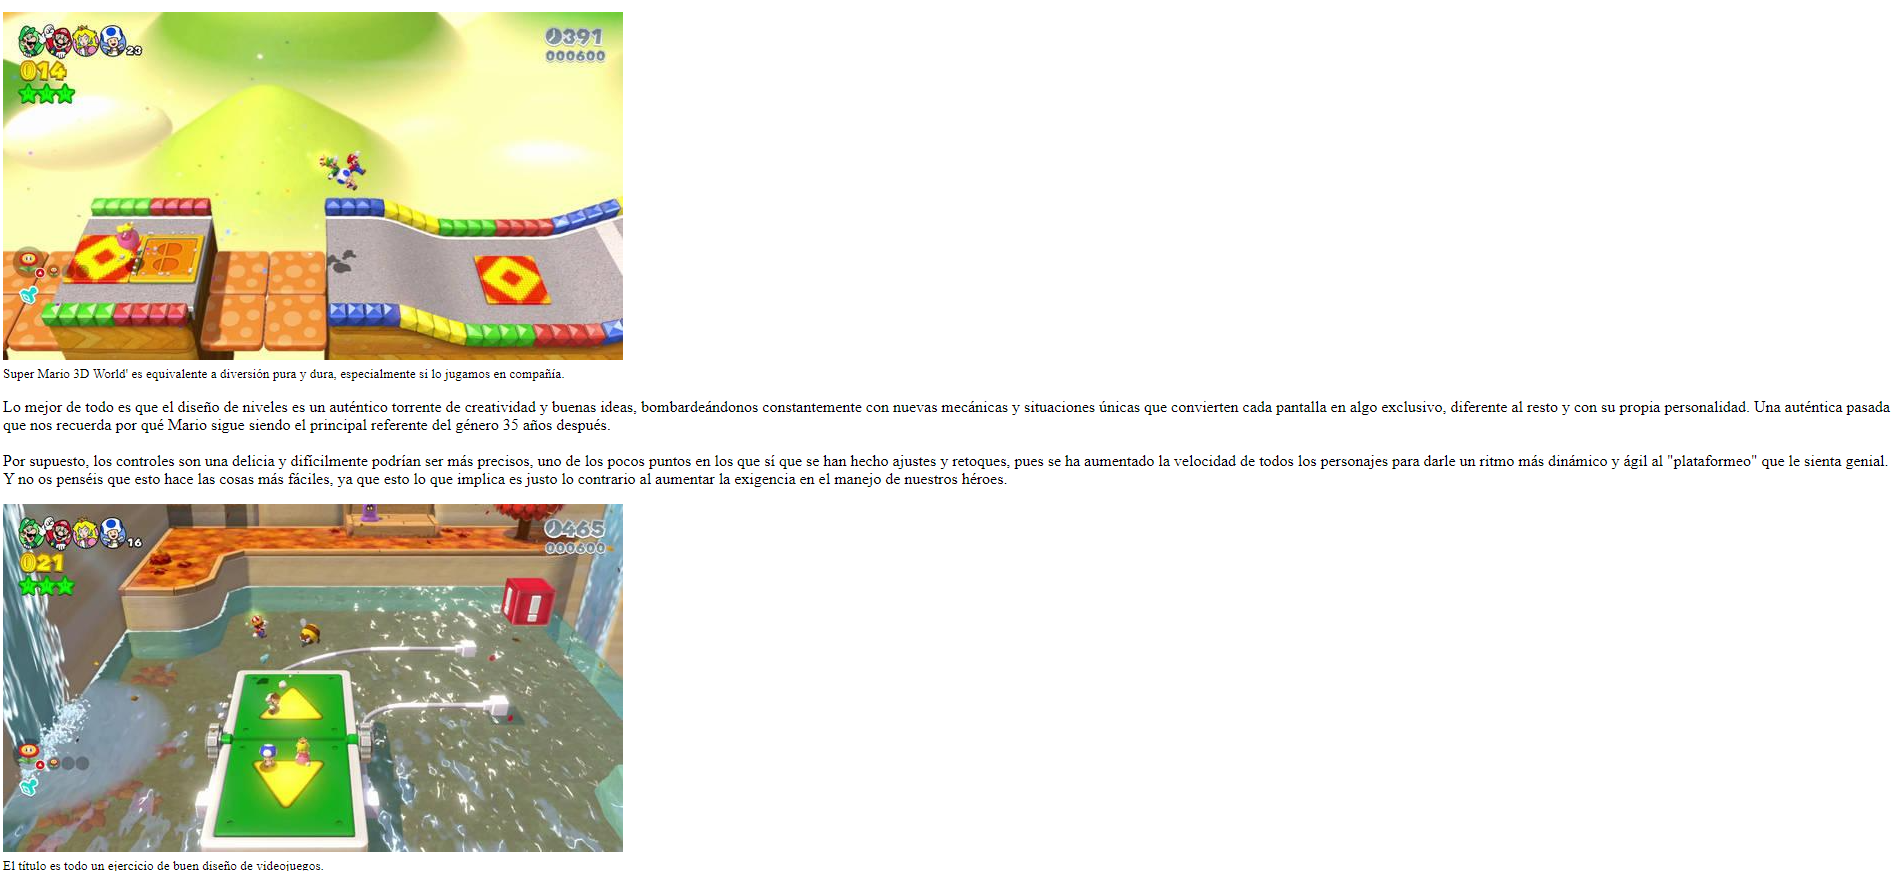 23
391
000600
014
Super Mario 3D World' es equivalente a diversión pura y dura, especialmente si lo jugamos en compañía.
Lo mejor de todo es que el diseño de niveles es un auténtico torrente de creatividad y buenas ideas, bombardeándonos constantemente con nuevas mecánicas y situaciones únicas que convierten cada pantalla en algo exclusivo, diferente al resto y con su propia personalidad. Una auténtica pasada
que nos recuerda por qué Mario sigue siendo el principal referente del género 35 años después.
Por supuesto, los controles son una delicia y difícilmente podrían ser más precisos, uno de los pocos puntos en los que sí que se han hecho ajustes y retoques, pues se ha aumentado la velocidad de todos los personajes para darle un ritmo más dinámico y ágil al "plataformeo" que le sienta genial.
Y no os penséis que esto hace las cosas más fáciles, ya que esto lo que implica es justo lo contrario al aumentar la exigencia en el manejo de nuestros héroes.
16
465
000600
021
!
El título es todo un ejercicio de buen diseño de videojuegos.